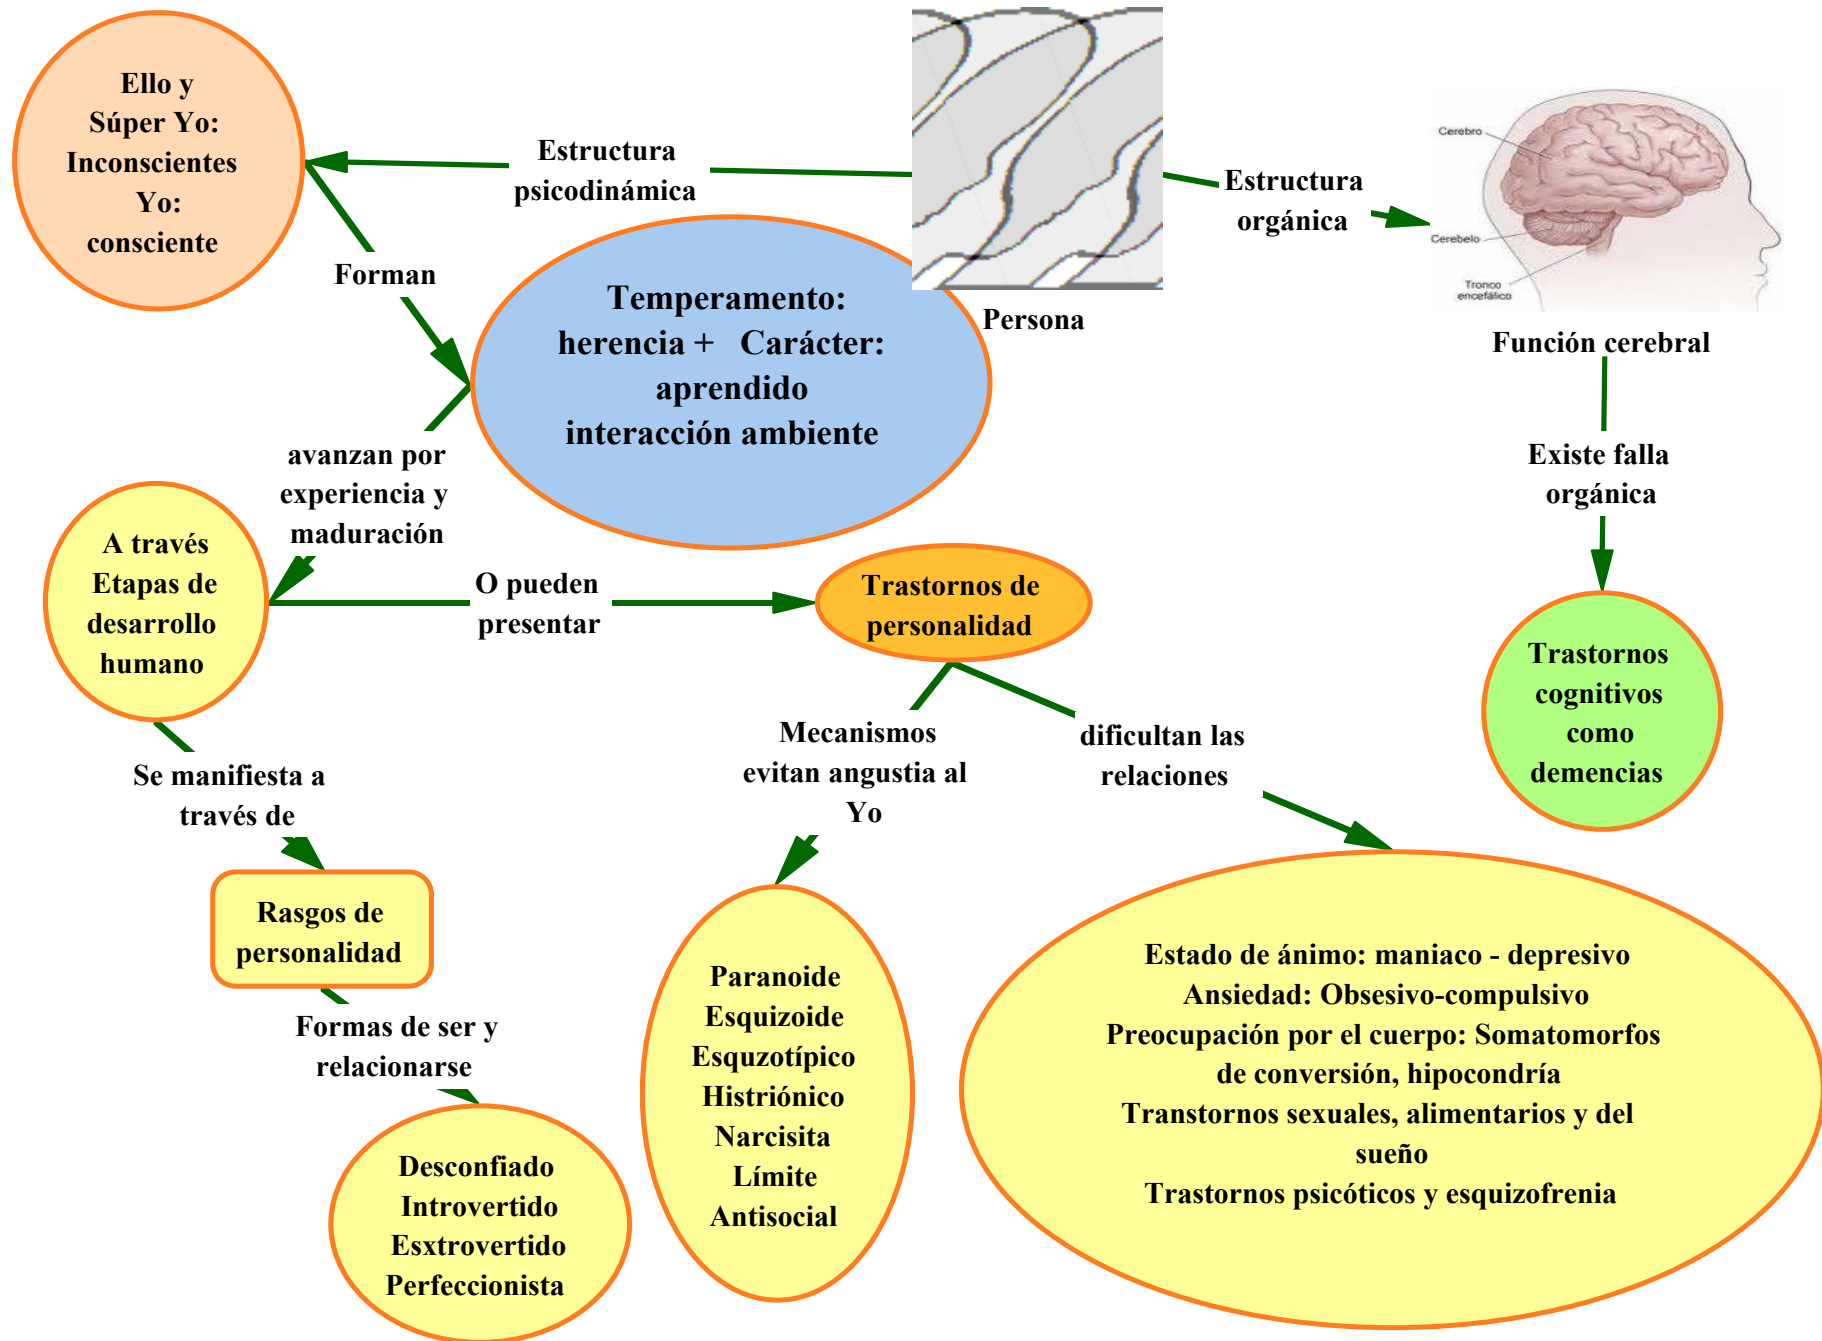 Ello y
Súper Yo:
Inconscientes
Yo:
consciente
Estructura
psicodinámica
Persona
Estructura
orgánica
Cerebro
Cerebelo
Tronco
encefálico
Función cerebral
Forman
Temperamento:
herencia + Carácter:
aprendido
interacción ambiente
Existe falla
orgánica
avanzan por
experiencia y
maduración
A través
Etapas de
desarrollo
humano
O pueden
presentar
Trastornos de
personalidad
Trastornos
cognitivos
como
demencias
Se manifiesta a
través de
Mecanismos
evitan angustia al
Yo
dificultan las
relaciones
Rasgos de
personalidad
Formas de ser y
relacionarse
Desconfiado
Introvertido
Esxtrovertido
Perfeccionista
Paranoide
Esquizoide
Esquzotípico
Histriónico
Narcisita
Límite
Antisocial
Estado de ánimo: maniaco - depresivo
Ansiedad: Obsesivo-compulsivo
Preocupación por el cuerpo: Somatomorfos
de conversión, hipocondría
Transtornos sexuales, alimentarios y del
sueño
Trastornos psicóticos y esquizofrenia